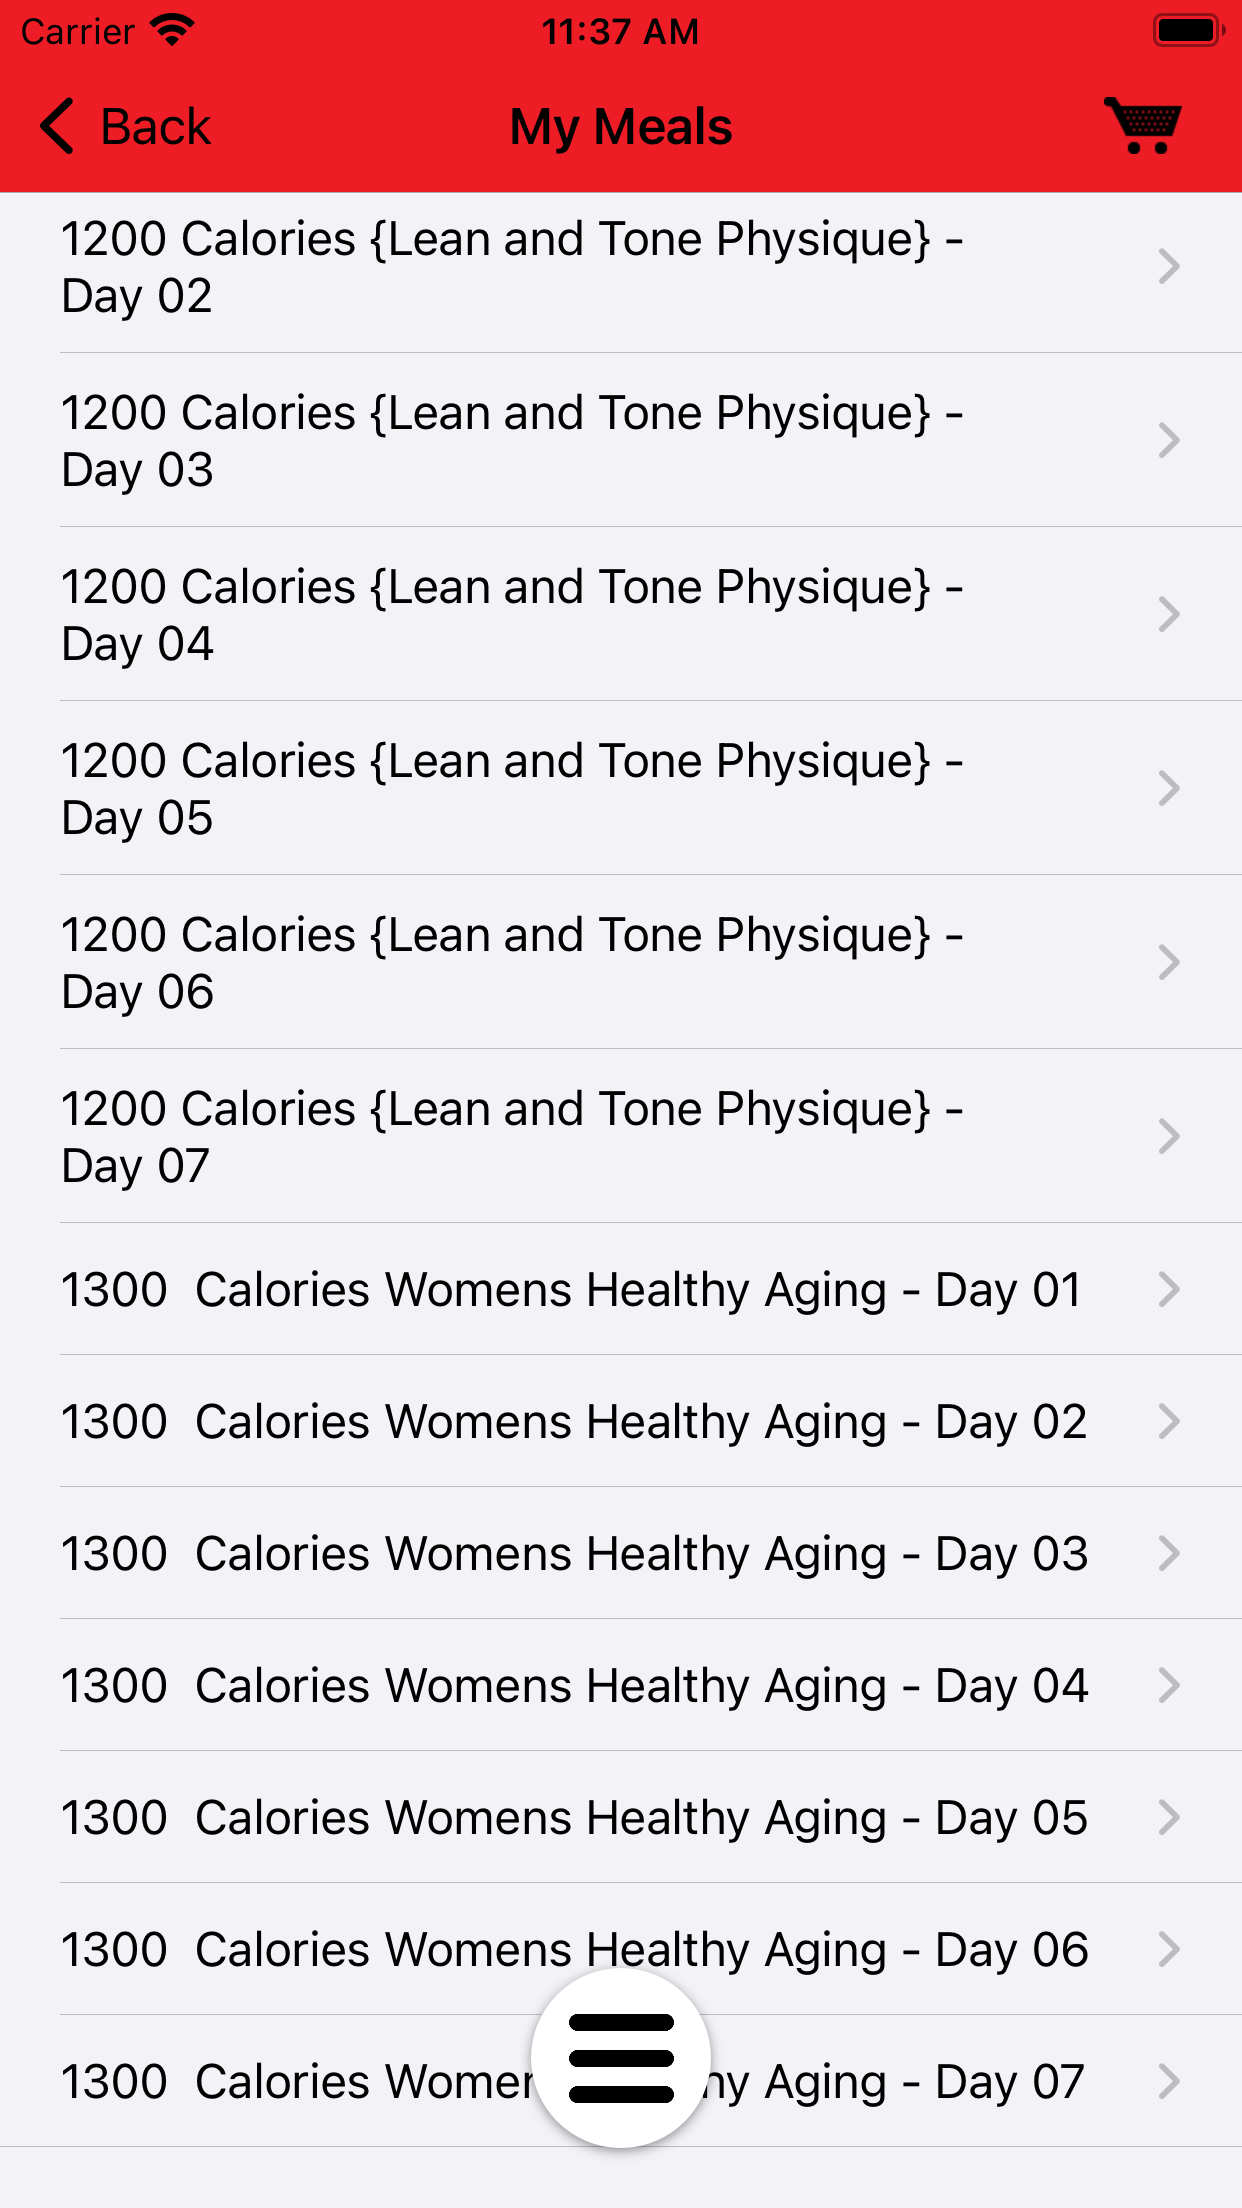 Carrier 11:37 AM
Back My Meals
1200 Calories {Lean and Tone Physique} -
Day 02
1200 Calories {Lean and Tone Physique} -
Day 03
1200 Calories {Lean and Tone Physique} -
Day 04
1200 Calories {Lean and Tone Physique} -
Day 05
1200 Calories {Lean and Tone Physique} -
Day 06
1200 Calories {Lean and Tone Physique} -
Day 07
1300  Calories Womens Healthy Aging - Day 01
1300  Calories Womens Healthy Aging - Day 02
1300  Calories Womens Healthy Aging - Day 03
1300  Calories Womens Healthy Aging - Day 04
1300  Calories Womens Healthy Aging - Day 05
1300  Calories Womens Healthy Aging - Day 06
1300  Calories Aging - Day 07